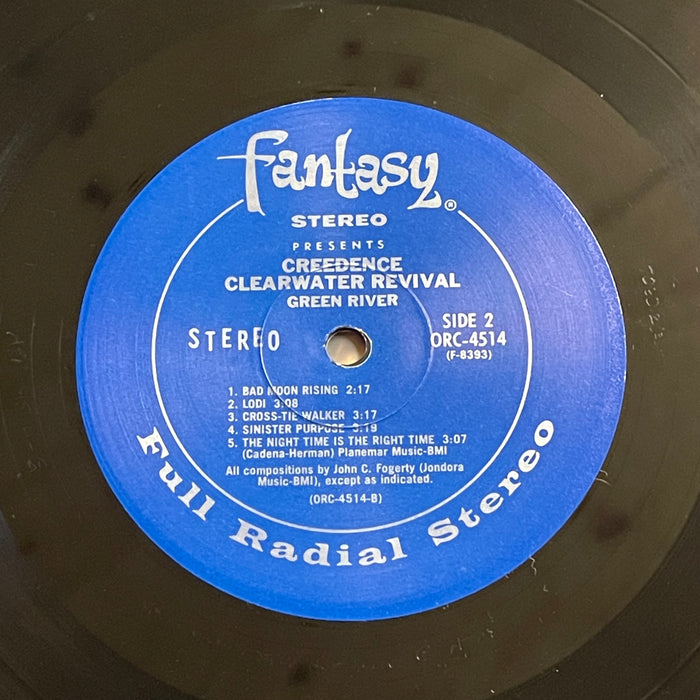 fantasy ®
STEREO
PRESENTS
CREEDENCE
CLEARWATER REVIVAL
GREEN RIVER
STEREO
SIDE 2
ORC-4514
(F-8393)
1. BAD MOON RISING 2:17
2. LODI 3:08
3. CROSS-TIE WALKER 3:17
4. SINISTER PURPOSE 3:19
5. THE NIGHT TIME IS THE RIGHT TIME 3:07
(Cadena-Herman) Planemar Music-BMI
All compositions by John C. Fogerty (Jondora
Music-BMI), except as indicated.
(ORC-4514-B)
Full Radial Stereo